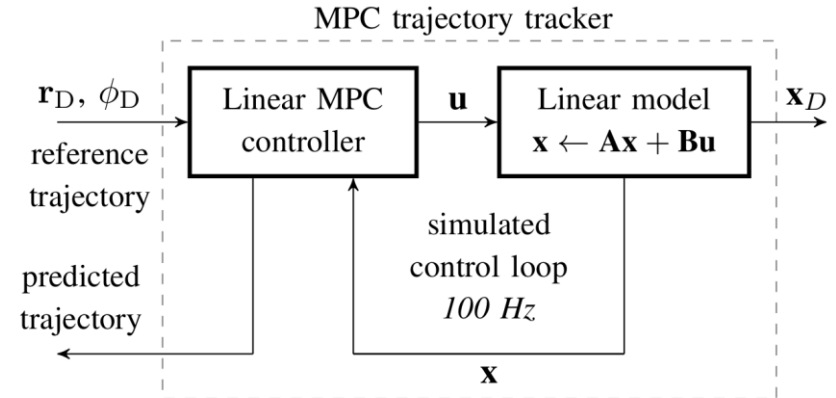 MPC trajectory tracker
r_D, ϕ_D
reference
trajectory
Linear MPC
controller
u
Linear model
x ← Ax + Bu
x_D
simulated
control loop
100 Hz
predicted
trajectory
x